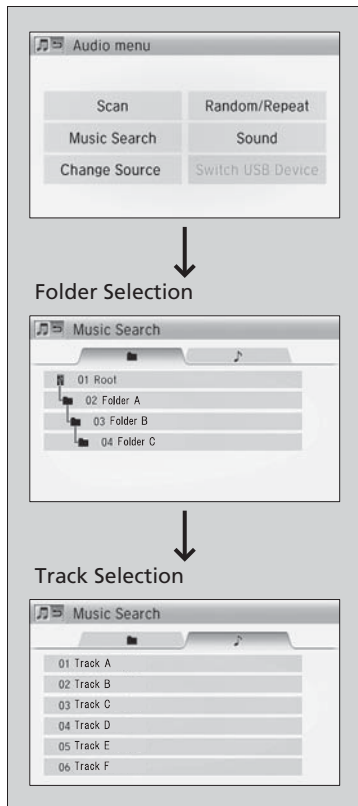 Audio menu
Scan Random/Repeat
Music Search Sound
Change Source Switch USB Device
Folder Selection
Music Search
01 Root
02 Folder A
03 Folder B
04 Folder C
Track Selection
Music Search
01 Track A
02 Track B
03 Track C
04 Track D
05 Track E
06 Track F